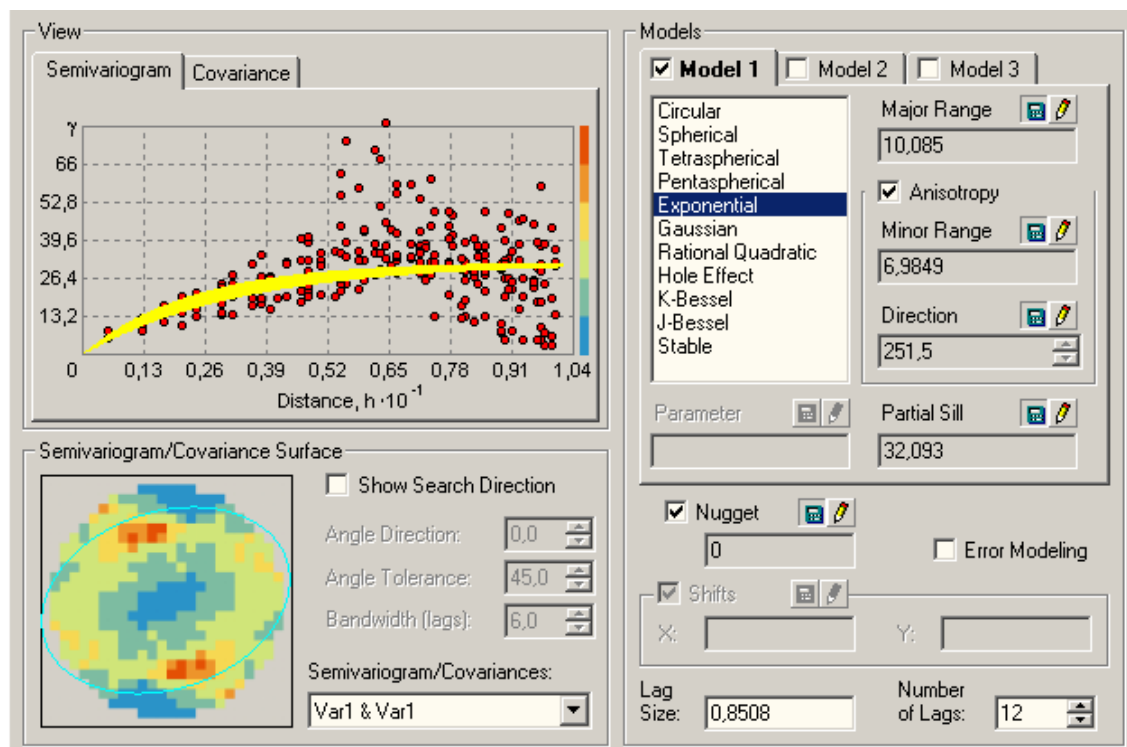 View
Semivariogram Covariance
γ
66
52,8
39,6
26,4
13,2
0 0,13 0,26 0,39 0,52 0,65 0,78 0,91 1,04
Distance, h ·10⁻¹
Semivariogram/Covariance Surface
Show Search Direction
Angle Direction: 0,0
Angle Tolerance: 45,0
Bandwidth (lags): 6,0
Semivariogram/Covariances:
Var1 & Var1
Models
Model 1 Model 2 Model 3
Circular
Spherical
Tetraspherical
Pentaspherical
Exponential
Gaussian
Rational Quadratic
Hole Effect
K-Bessel
J-Bessel
Stable
Major Range
10,085
Anisotropy
Minor Range
6,9849
Direction
251,5
Parameter
Partial Sill
32,093
Nugget
0
Error Modeling
Shifts
X: Y:
Lag Size: 0,8508
Number of Lags: 12